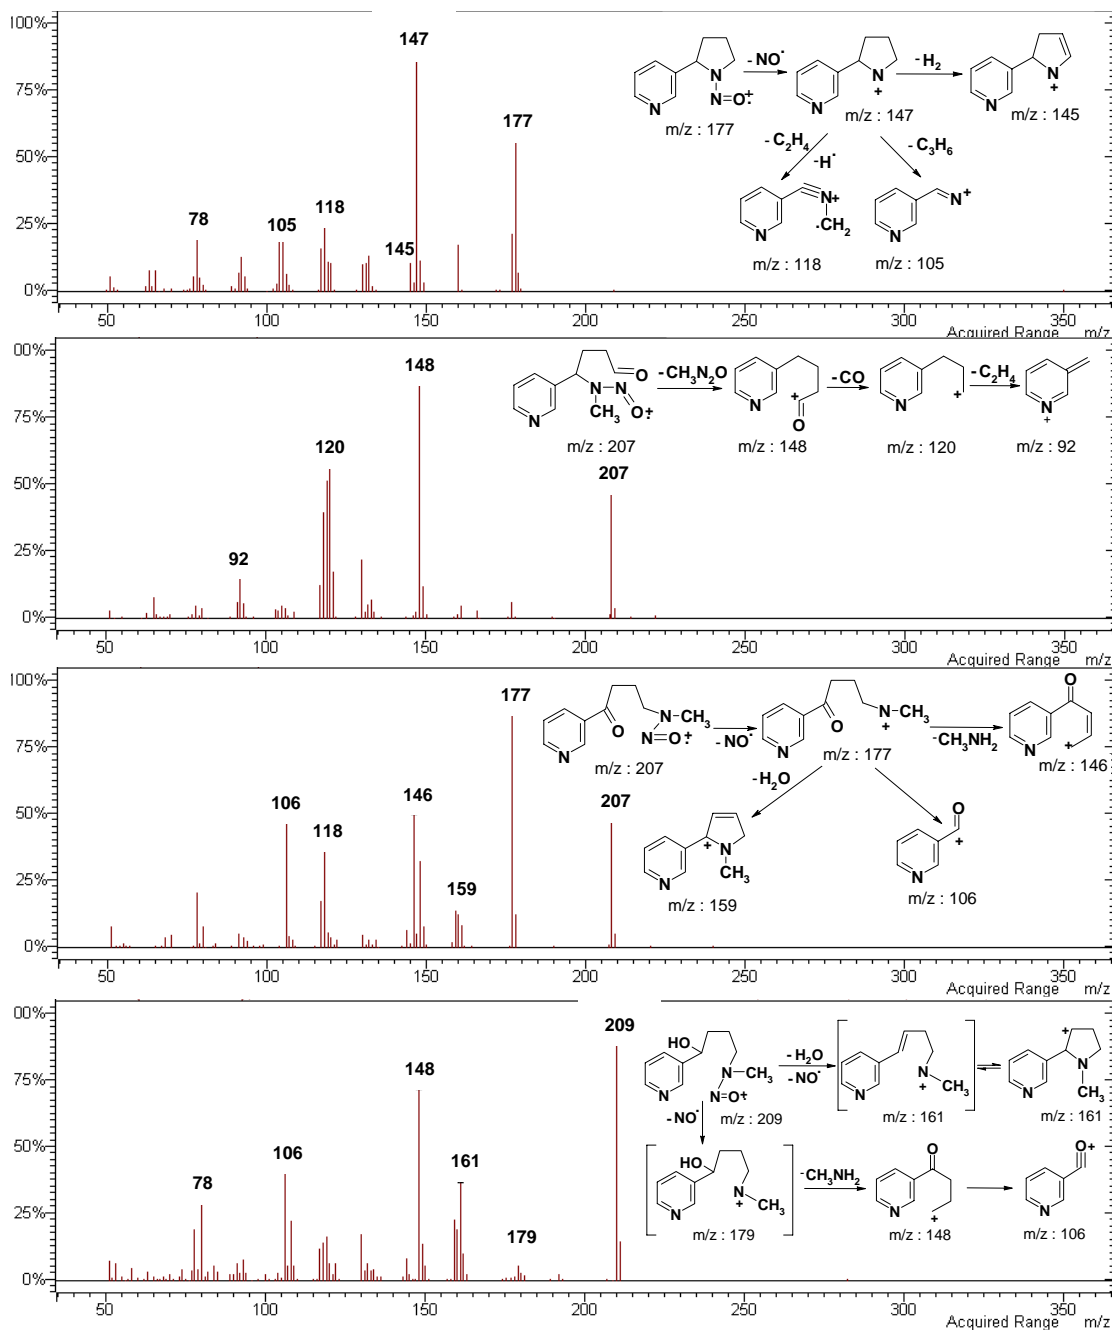 100%
75%
50%
25%
0%
147
177
78
105
118
145
50
100
150
200
250
300
350
Acquired Range m/z
N
N
N=O+
m/z : 177
-NO·
N
N
+
m/z : 147
-H2
N
N
+
m/z : 145
-C2H4
-H·
-C3H6
N
N+
·CH2
m/z : 118
N
N+
m/z : 105
00%
75%
50%
25%
0%
148
120
207
92
50
100
150
200
250
300
350
Acquired Range m/z
N
O
N—N
CH3
O+
m/z : 207
-CH3N2O
N
+
O
m/z : 148
-CO
N
+
m/z : 120
-C2H4
N
+
m/z : 92
100%
75%
50%
25%
0%
177
146
207
106
118
159
50
100
150
200
250
300
350
Acquired Range m/z
N
O
N—CH3
N=O+
m/z : 207
-NO·
N
O
N—CH3
+
m/z : 177
-CH3NH2
N
O
+
m/z : 146
-H2O
N
+
N
CH3
m/z : 159
N
O
+
m/z : 106
00%
75%
50%
25%
0%
209
148
106
161
78
179
50
100
150
200
250
300
350
Acquired Range m/z
HO
N
N—CH3
N=O+
m/z : 209
-H2O
-NO·
N
N
+
CH3
m/z : 161
+
N
N
CH3
m/z : 161
-NO·
HO
N
N
+
CH3
m/z : 179
-CH3NH2
N
O
+
m/z : 148
N
O+
m/z : 106